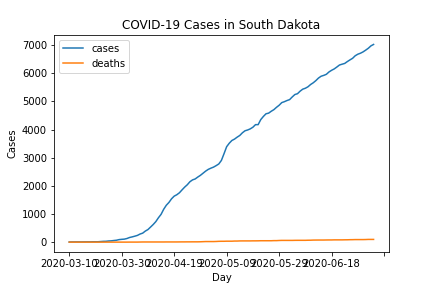 COVID-19 Cases in South Dakota
cases
deaths
7000
6000
5000
4000
3000
2000
1000
0
Cases
2020-03-10 2020-03-30 2020-04-19 2020-05-09 2020-05-29 2020-06-18
Day